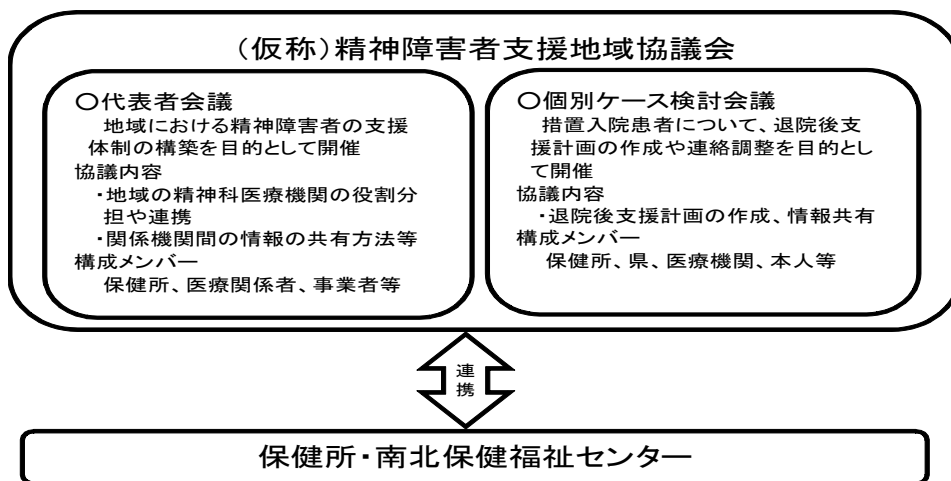 （仮称）精神障害者支援地域協議会
○代表者会議
地域における精神障害者の支援
体制の構築を目的として開催
協議内容
・地域の精神科医療機関の役割分
担や連携
・関係機関間の情報の共有方法等
構成メンバー
保健所、医療関係者、事業者等
○個別ケース検討会議
措置入院患者について、退院後支
援計画の作成や連絡調整を目的とし
て開催
協議内容
・退院後支援計画の作成、情報共有
構成メンバー
保健所、県、医療機関、本人等
連
携
保健所・南北保健福祉センター